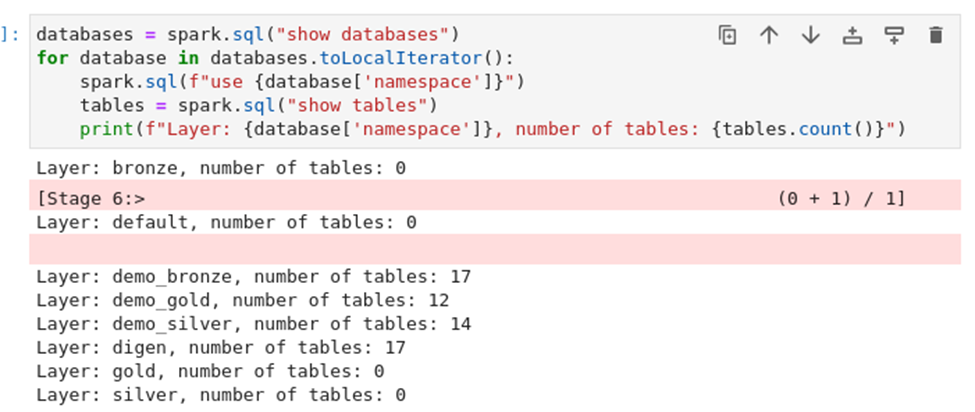 ]: databases = spark.sql("show databases")
for database in databases.toLocalIterator():
    spark.sql(f"use {database['namespace']}")
    tables = spark.sql("show tables")
    print(f"Layer: {database['namespace']}, number of tables: {tables.count()}")
Layer: bronze, number of tables: 0
[Stage 6:> (0 + 1) / 1]
Layer: default, number of tables: 0
Layer: demo_bronze, number of tables: 17
Layer: demo_gold, number of tables: 12
Layer: demo_silver, number of tables: 14
Layer: digen, number of tables: 17
Layer: gold, number of tables: 0
Layer: silver, number of tables: 0